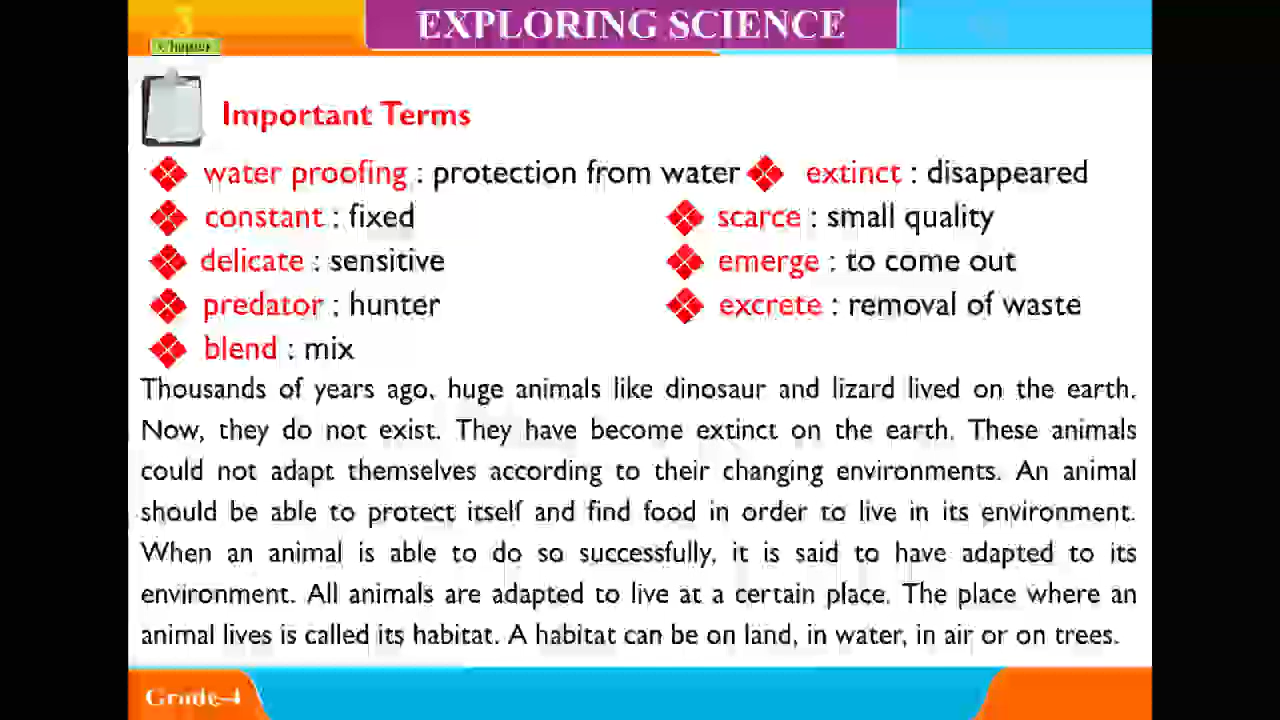 3
Chapter
EXPLORING SCIENCE
Important Terms
water proofing : protection from water
extinct : disappeared
constant : fixed
scarce : small quality
delicate : sensitive
emerge : to come out
predator : hunter
excrete : removal of waste
blend : mix
Thousands of years ago, huge animals like dinosaur and lizard lived on the earth.
Now, they do not exist. They have become extinct on the earth. These animals
could not adapt themselves according to their changing environments. An animal
should be able to protect itself and find food in order to live in its environment.
When an animal is able to do so successfully, it is said to have adapted to its
environment. All animals are adapted to live at a certain place. The place where an
animal lives is called its habitat. A habitat can be on land, in water, in air or on trees.
Grade-4